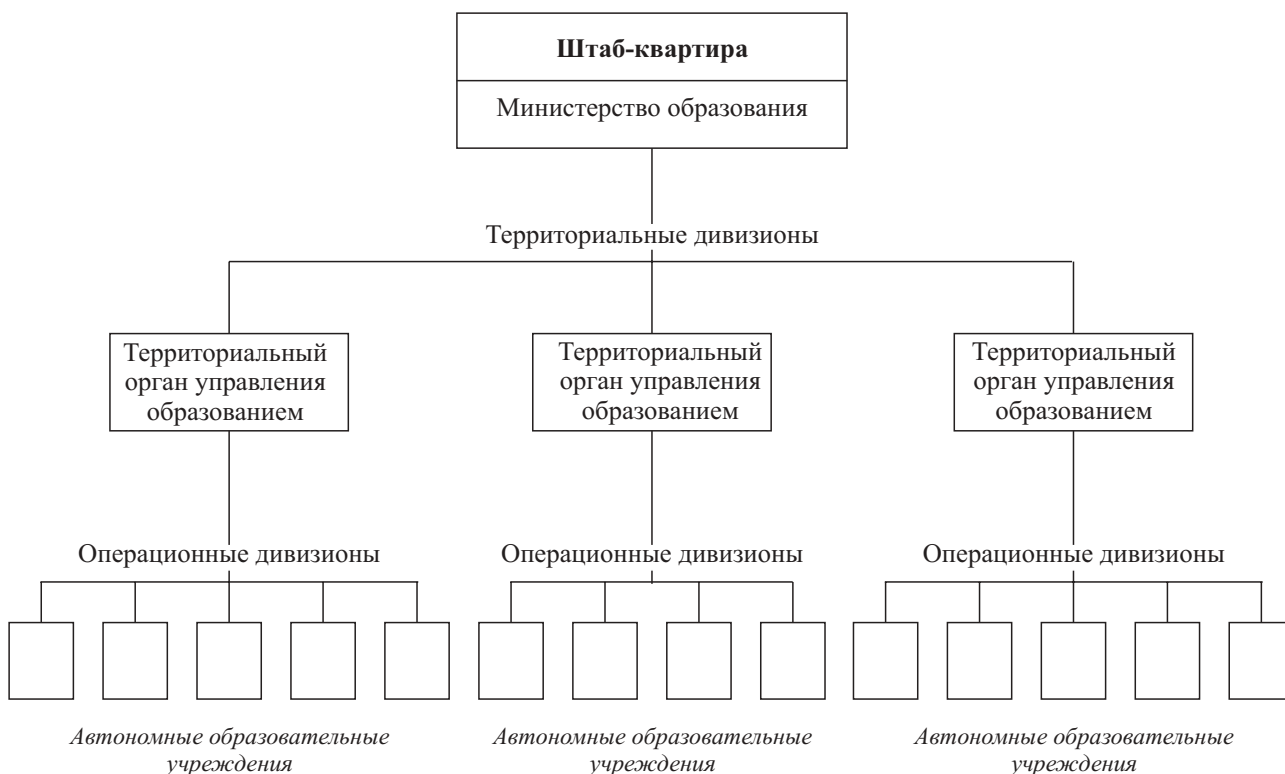 Штаб-квартира
Министерство образования
Территориальные дивизионы
Территориальный
орган управления
образованием
Территориальный
орган управления
образованием
Территориальный
орган управления
образованием
Операционные дивизионы
Операционные дивизионы
Операционные дивизионы
Автономные образовательные
учреждения
Автономные образовательные
учреждения
Автономные образовательные
учреждения